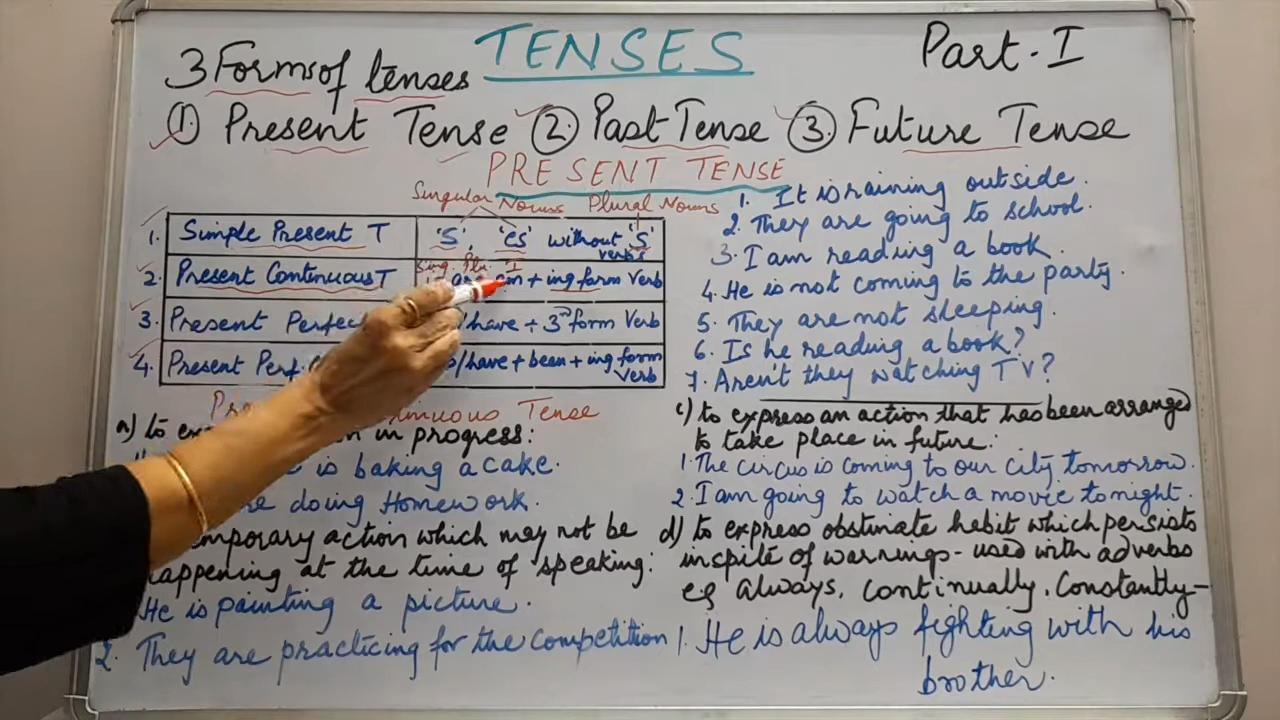 TENSES
Part-I
3 Forms of tenses
①. Present Tense ②. Past Tense ③. Future Tense
PRESENT TENSE
Singular Nouns Plural Nouns
1. Simple Present T 'S', 'es' without 'S'
verbs
Sing. Plu. I
2. Present Continuous T are am + ing form Verb
3. Present Perfect /have + 3rd form Verb
4. Present Perf. /have + been + ing form
Verb
1. It is raining outside.
2. They are going to school.
3. I am reading a book.
4. He is not coming to the party.
5. They are not sleeping.
6. Is he reading a book?
7. Aren't they watching TV?
Tense
a) to in progress:
is baking a cake.
doing Homework.
temporary action which may not be
happening at the time of speaking:
He is painting a picture.
2. They are practicing for the competition
c) to express an action that has been arranged
to take place in future:
1. The circus is coming to our city tomorrow.
2. I am going to watch a movie tonight.
d) to express obstinate habit which persists
inspite of warnings - used with adverbs
eg always, continually, constantly-
1. He is always fighting with his
brother.